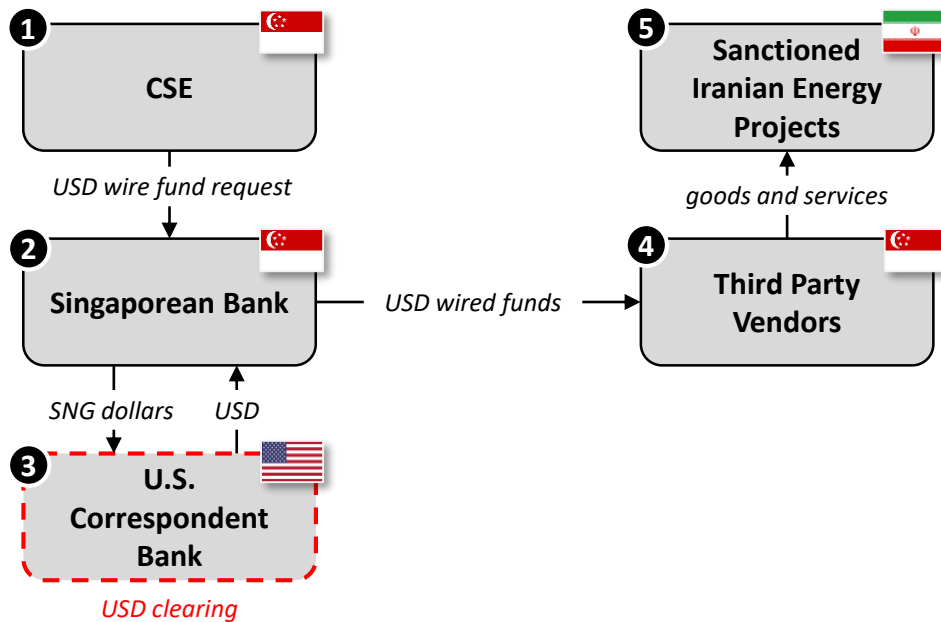 1
CSE
USD wire fund request
2
Singaporean Bank
USD wired funds
SNG dollars
USD
3
U.S.
Correspondent
Bank
USD clearing
5
Sanctioned
Iranian Energy
Projects
goods and services
4
Third Party
Vendors